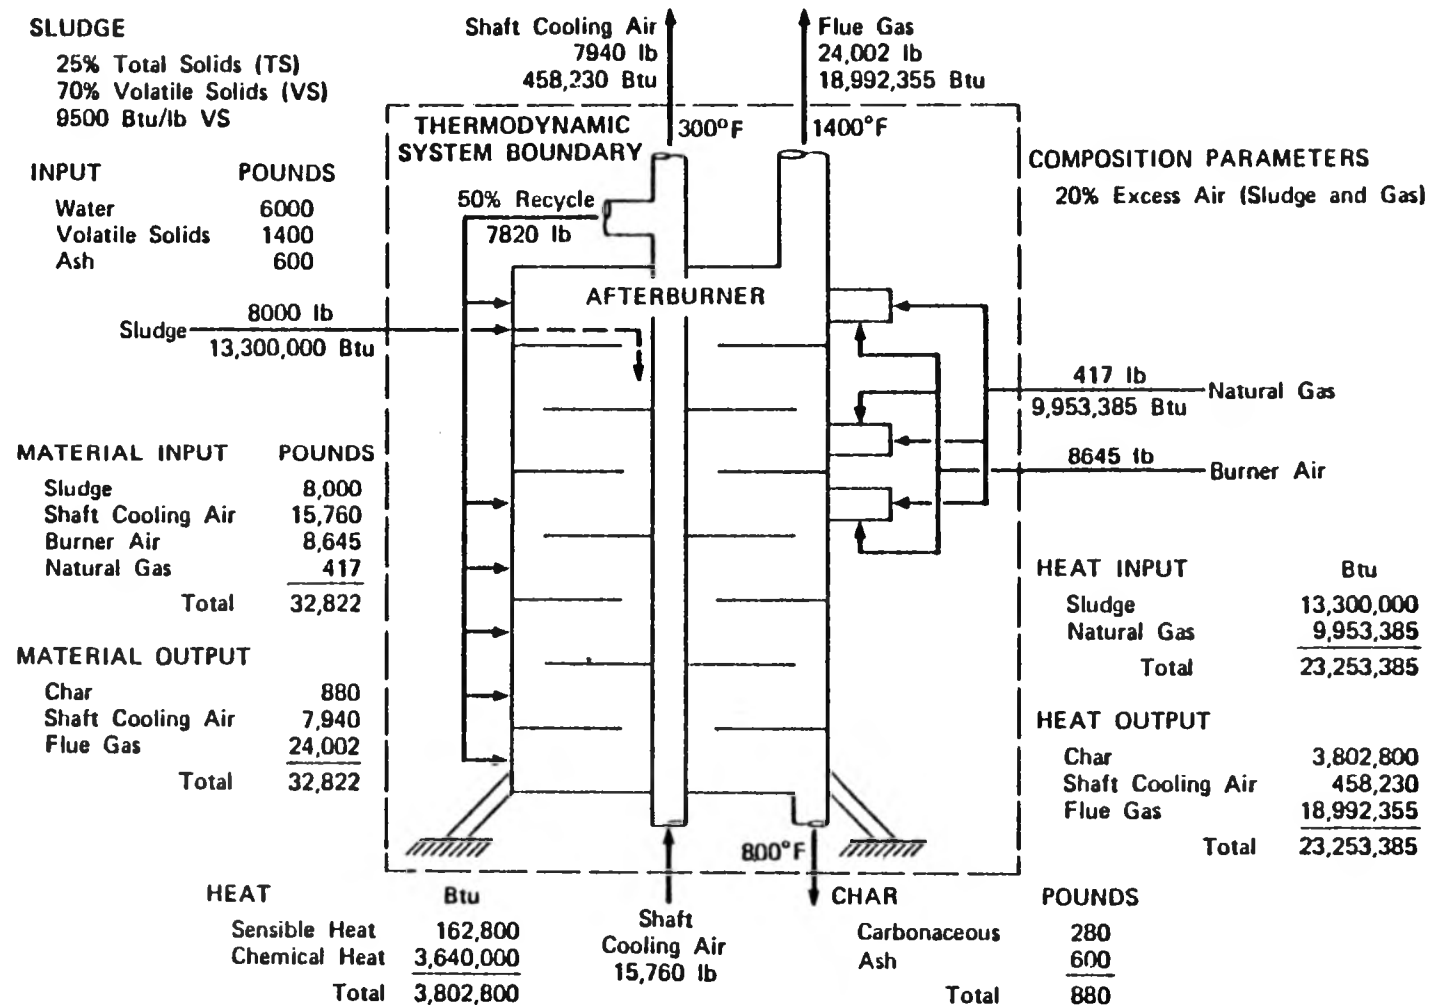 SLUDGE
25% Total Solids (TS)
70% Volatile Solids (VS)
9500 Btu/lb VS
INPUT POUNDS
Water 6000
Volatile Solids 1400
Ash 600
8000 lb
Sludge
13,300,000 Btu
MATERIAL INPUT POUNDS
Sludge 8,000
Shaft Cooling Air 15,760
Burner Air 8,645
Natural Gas 417
Total 32,822
MATERIAL OUTPUT
Char 880
Shaft Cooling Air 7,940
Flue Gas 24,002
Total 32,822
Shaft Cooling Air
7940 lb
458,230 Btu
Flue Gas
24,002 lb
18,992,355 Btu
THERMODYNAMIC
SYSTEM BOUNDARY
300°F
1400°F
50% Recycle
7820 lb
AFTERBURNER
COMPOSITION PARAMETERS
20% Excess Air (Sludge and Gas)
417 lb
Natural Gas
9,953,385 Btu
8645 lb
Burner Air
HEAT INPUT Btu
Sludge 13,300,000
Natural Gas 9,953,385
Total 23,253,385
HEAT OUTPUT
Char 3,802,800
Shaft Cooling Air 458,230
Flue Gas 18,992,355
Total 23,253,385
800°F
HEAT Btu
Sensible Heat 162,800
Chemical Heat 3,640,000
Total 3,802,800
Shaft
Cooling Air
15,760 lb
CHAR POUNDS
Carbonaceous 280
Ash 600
Total 880